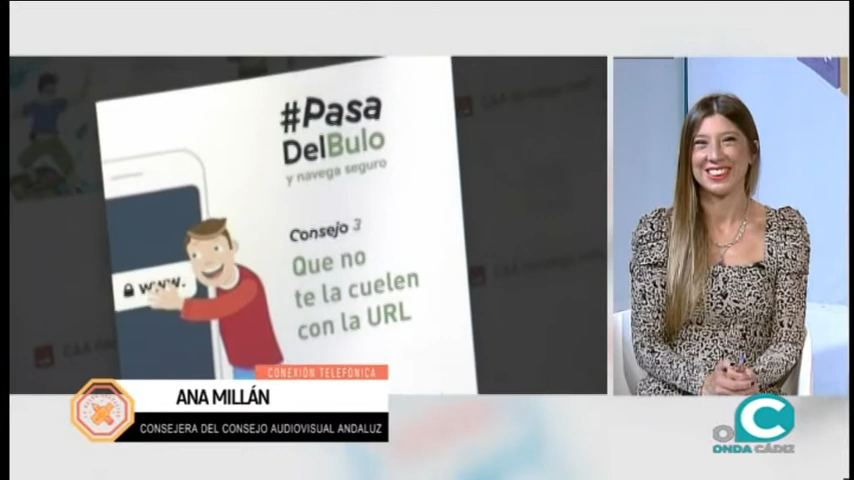 #Pasa
DelBulo
y navega seguro
Consejo 3
Que no
te la cuelen
con la URL
www.
CONEXIÓN TELEFÓNICA
ANA MILLÁN
CONSEJERA DEL CONSEJO AUDIOVISUAL ANDALUZ
ONDA CÁDIZ